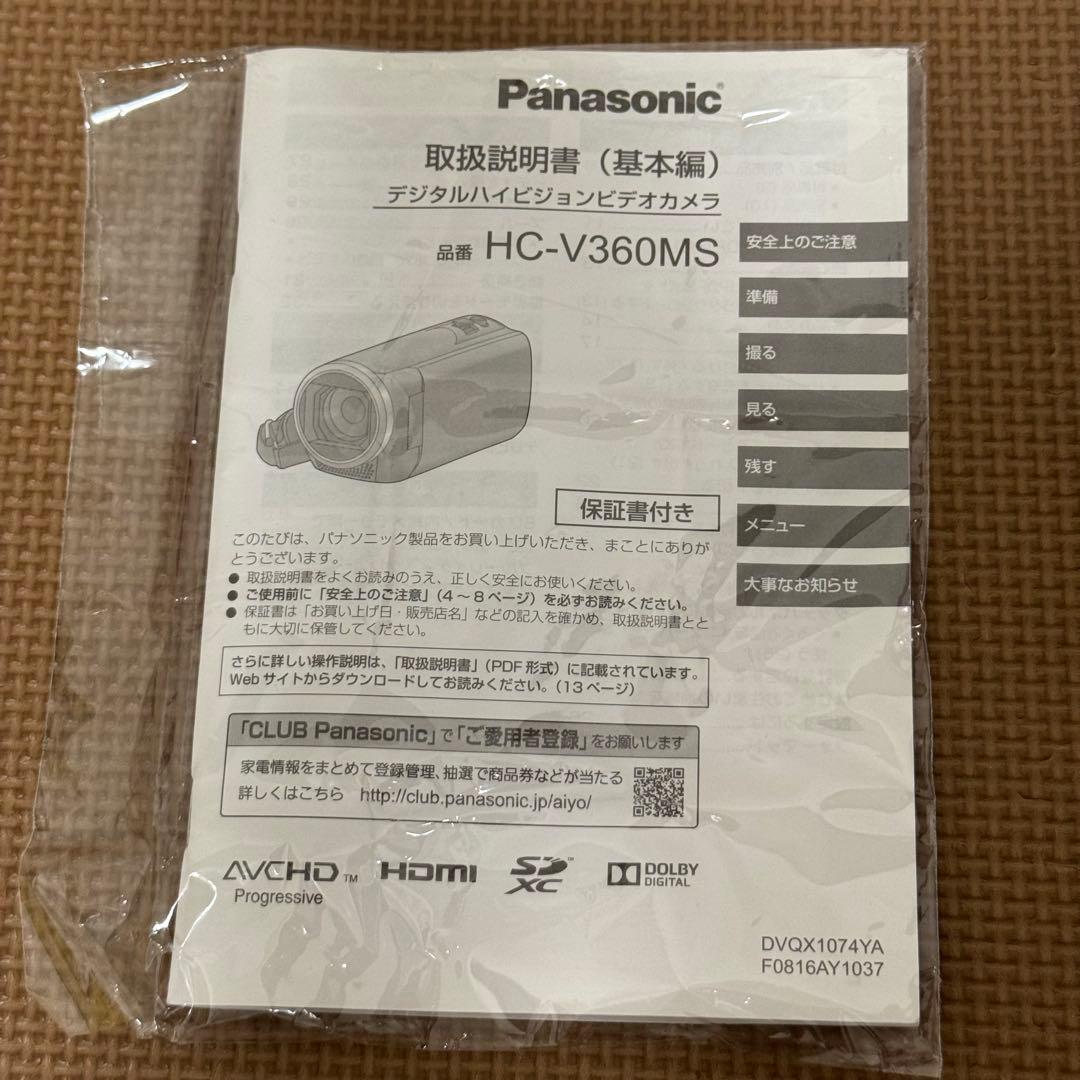 Panasonic
取扱説明書（基本編）
デジタルハイビジョンビデオカメラ
品番 HC-V360MS
安全上のご注意
準備
撮る
見る
残す
メニュー
大事なお知らせ
保証書付き
このたびは、パナソニック製品をお買い上げいただき、まことにありが
とうございます。
● 取扱説明書をよくお読みのうえ、正しく安全にお使いください。
● ご使用前に「安全上のご注意」(4～8ページ) を必ずお読みください。
● 保証書は「お買い上げ日・販売店名」などの記入を確かめ、取扱説明書とと
もに大切に保管してください。
さらに詳しい操作説明は、「取扱説明書」(PDF 形式) に記載されています。
Web サイトからダウンロードしてお読みください。(13 ページ)
「CLUB Panasonic」で「ご愛用者登録」をお願いします
家電情報をまとめて登録管理、抽選で商品券などが当たる
詳しくはこちら http://club.panasonic.jp/aiyo/
AVCHD™
Progressive
HDMI
SD™
XC
DOLBY
DIGITAL
DVQX1074YA
F0816AY1037